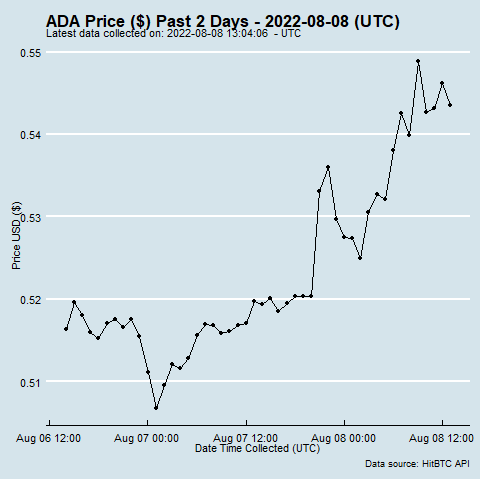 ADA Price ($) Past 2 Days - 2022-08-08 (UTC)
Latest data collected on: 2022-08-08 13:04:06 - UTC
0.55
0.54
0.53
0.52
0.51
Price USD ($)
Aug 06 12:00 Aug 07 00:00 Aug 07 12:00 Aug 08 00:00 Aug 08 12:00
Date Time Collected (UTC)
Data source: HitBTC API